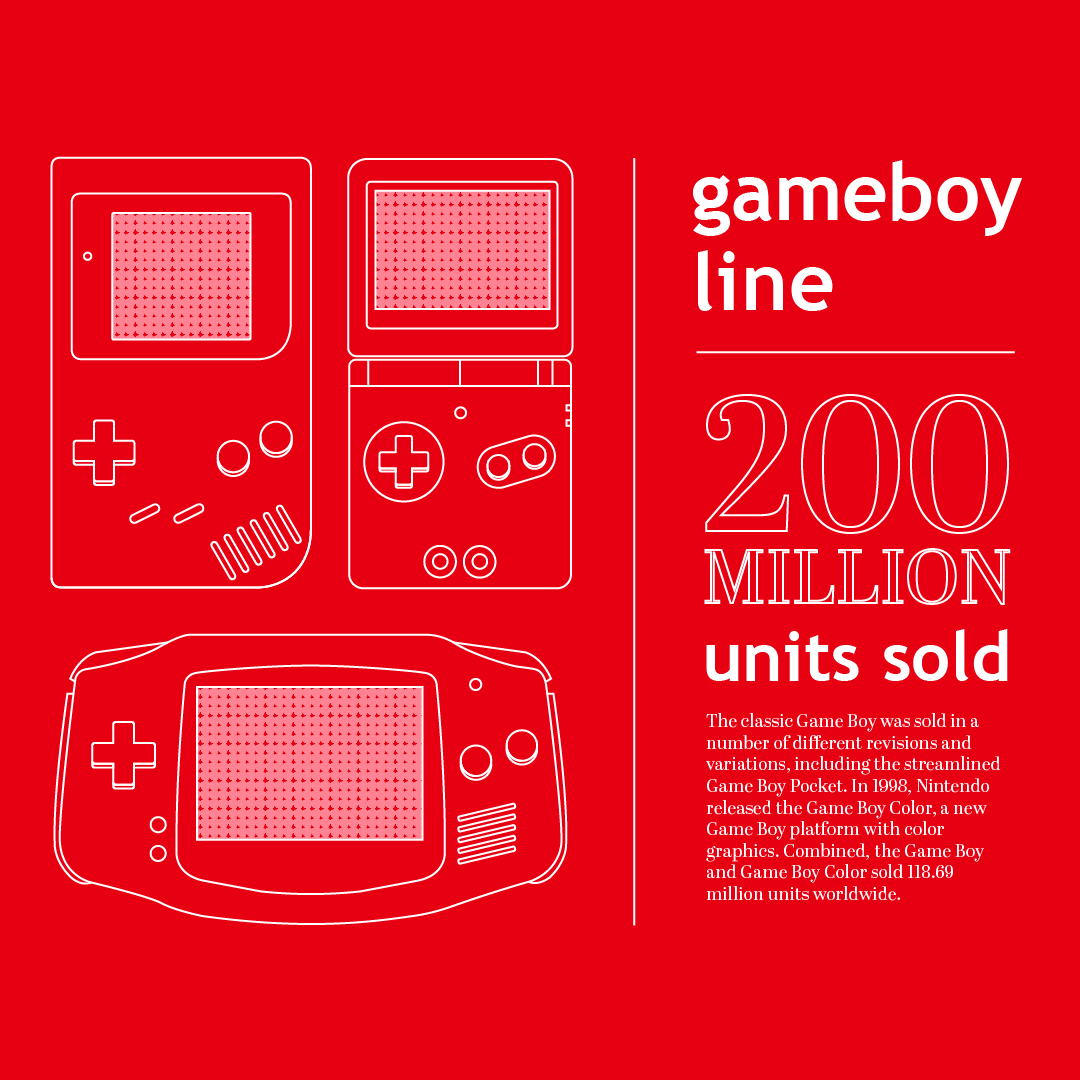 gameboy
line
200
MILLION
units sold
The classic Game Boy was sold in a
number of different revisions and
variations, including the streamlined
Game Boy Pocket. In 1998, Nintendo
released the Game Boy Color, a new
Game Boy platform with color
graphics. Combined, the Game Boy
and Game Boy Color sold 118.69
million units worldwide.